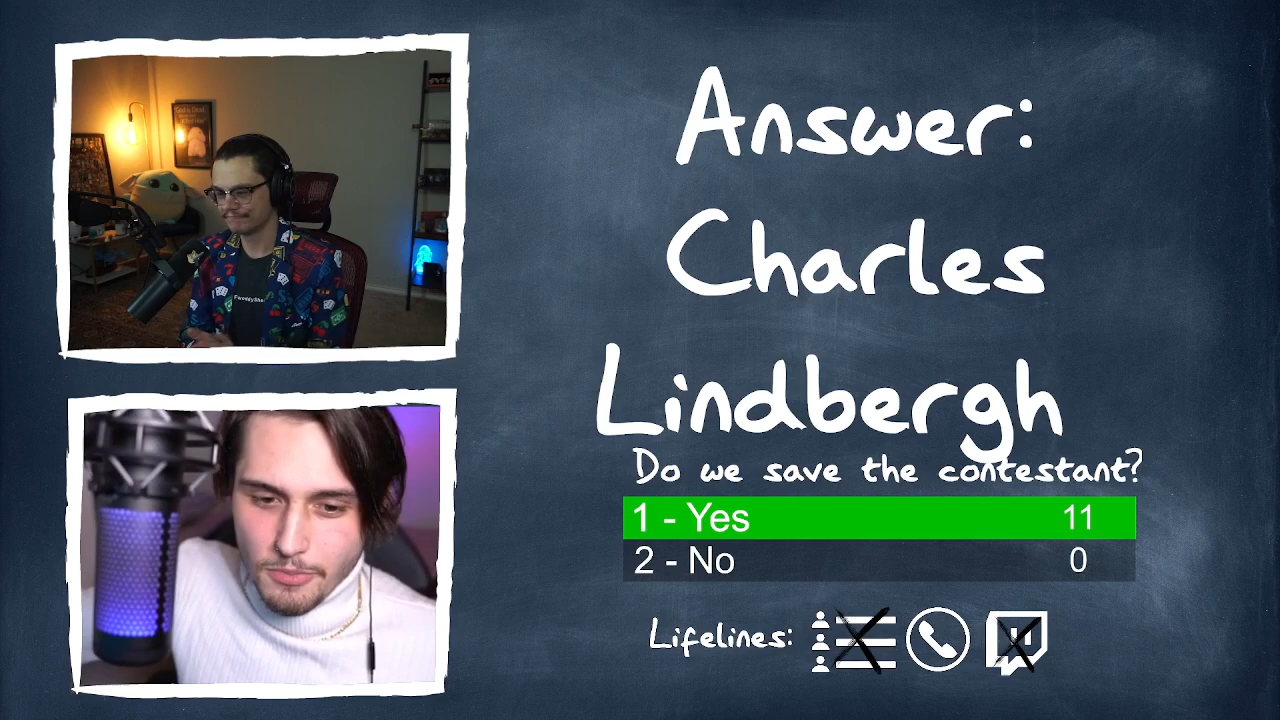 Answer:
Charles
Lindbergh
Do we save the contestant?
1 - Yes 11
2 - No 0
Lifelines: